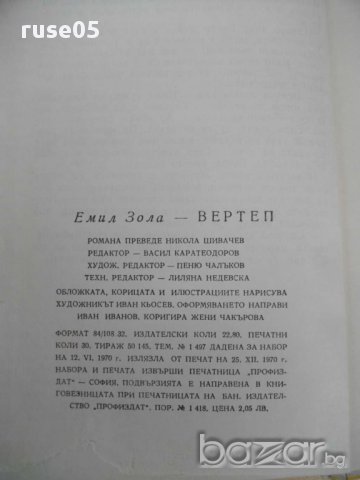 ruse05
Емил Зола — ВЕРТЕП
РОМАНА ПРЕВЕДЕ НИКОЛА ШИВАЧЕВ
РЕДАКТОР — ВАСИЛ КАРАТЕОДОРОВ
ХУДОЖ. РЕДАКТОР — ПЕНЮ ЧАЛЪКОВ
ТЕХН. РЕДАКТОР — ЛИЛЯНА НЕДЕВСКА
ОБЛОЖКАТА, КОРИЦАТА И ИЛЮСТРАЦИИТЕ НАРИСУВА
ХУДОЖНИКЪТ ИВАН КЬОСЕВ, ОФОРМЯВАНЕТО НАПРАВИ
ИВАН ИВАНОВ, КОРИГИРА ЖЕНИ ЧАКЪРОВА
ФОРМАТ 84/108-32. ИЗДАТЕЛСКИ КОЛИ 22,80. ПЕЧАТНИ
КОЛИ 30. ТИРАЖ 50 145. ТЕМ. № 1 497 ДАДЕНА ЗА НАБОР
НА 12. VI. 1970 г. ИЗЛЯЗЛА ОТ ПЕЧАТ НА 25. XII. 1970 г.
НАБОРА И ПЕЧАТА ИЗВЪРШИ ПЕЧАТНИЦА „ПРОФИЗДАТ“ — СОФИЯ, ПОДВЪРЗИЯТА Е НАПРАВЕНА В КНИ-
ГОВЕЗНИЦАТА ПРИ ПЕЧАТНИЦАТА НА БАН. ИЗДАТЕЛ-
СТВО „ПРОФИЗДАТ“. ПОР. № 1 418. ЦЕНА 2,05 ЛВ.
bazar.bg